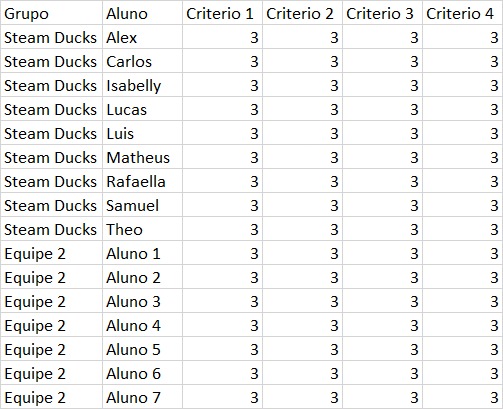 Grupo Aluno Criterio 1 Criterio 2 Criterio 3 Criterio 4
Steam Ducks Alex 3 3 3 3
Steam Ducks Carlos 3 3 3 3
Steam Ducks Isabelly 3 3 3 3
Steam Ducks Lucas 3 3 3 3
Steam Ducks Luis 3 3 3 3
Steam Ducks Matheus 3 3 3 3
Steam Ducks Rafaella 3 3 3 3
Steam Ducks Samuel 3 3 3 3
Steam Ducks Theo 3 3 3 3
Equipe 2 Aluno 1 3 3 3 3
Equipe 2 Aluno 2 3 3 3 3
Equipe 2 Aluno 3 3 3 3 3
Equipe 2 Aluno 4 3 3 3 3
Equipe 2 Aluno 5 3 3 3 3
Equipe 2 Aluno 6 3 3 3 3
Equipe 2 Aluno 7 3 3 3 3